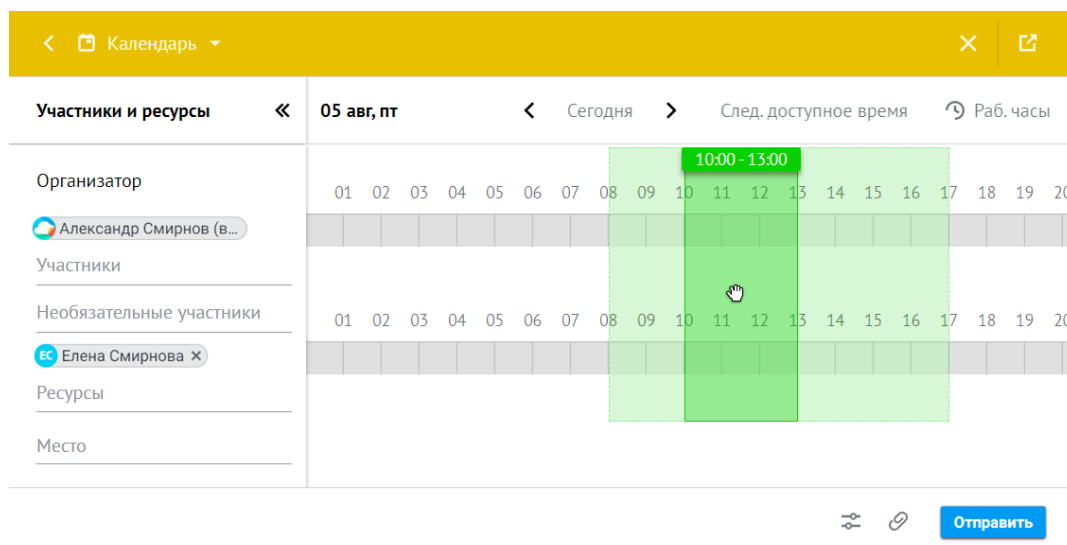 Календарь
Участники и ресурсы
05 авг, пт Сегодня След. доступное время Раб. часы
10:00 - 13:00
Организатор
01 02 03 04 05 06 07 08 09 10 11 12 13 14 15 16 17 18 19 20
Александр Смирнов (в...
Участники
Необязательные участники
01 02 03 04 05 06 07 08 09 10 11 12 13 14 15 16 17 18 19 20
ЕС Елена Смирнова
Ресурсы
Место
Отправить